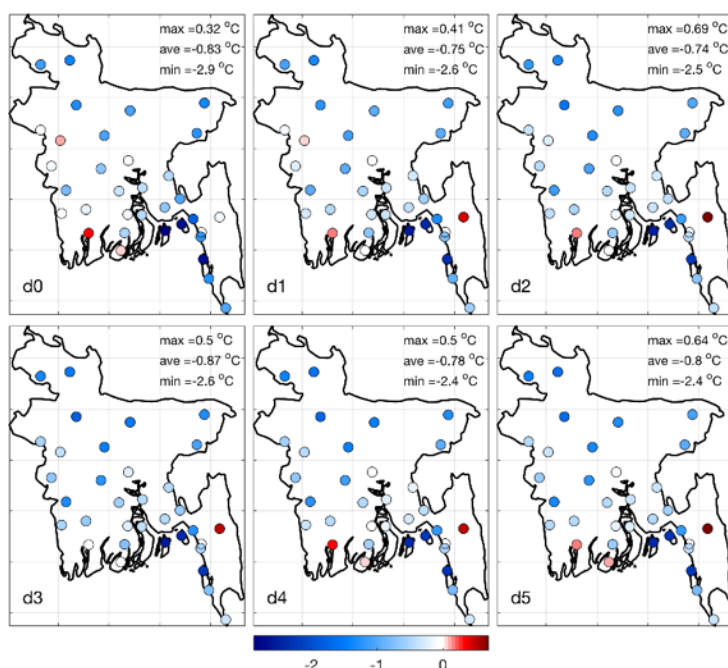 max =0.32 °C
ave =-0.83 °C
min =-2.9 °C
d0
max =0.41 °C
ave =-0.75 °C
min =-2.6 °C
d1
max =0.69 °C
ave =-0.74 °C
min =-2.5 °C
d2
max =0.5 °C
ave =-0.87 °C
min =-2.6 °C
d3
max =0.5 °C
ave =-0.78 °C
min =-2.4 °C
d4
max =0.64 °C
ave =-0.8 °C
min =-2.4 °C
d5
-2 -1 0